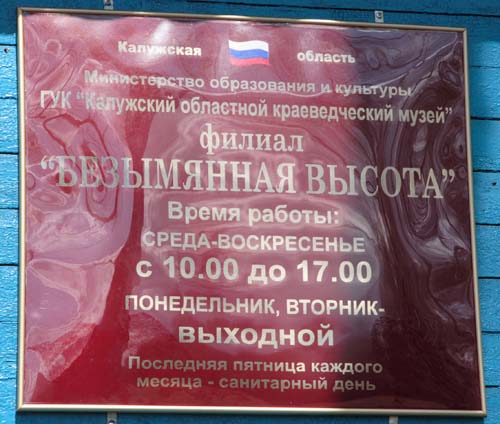 Калужская область
Министерство образования и культуры
ГУК "Калужский областной краеведческий музей"
филиал
"БЕЗЫМЯННАЯ ВЫСОТА"
Время работы:
СРЕДА-ВОСКРЕСЕНЬЕ
с 10.00 до 17.00
ПОНЕДЕЛЬНИК, ВТОРНИК-
ВЫХОДНОЙ
Последняя пятница каждого
месяца - санитарный день